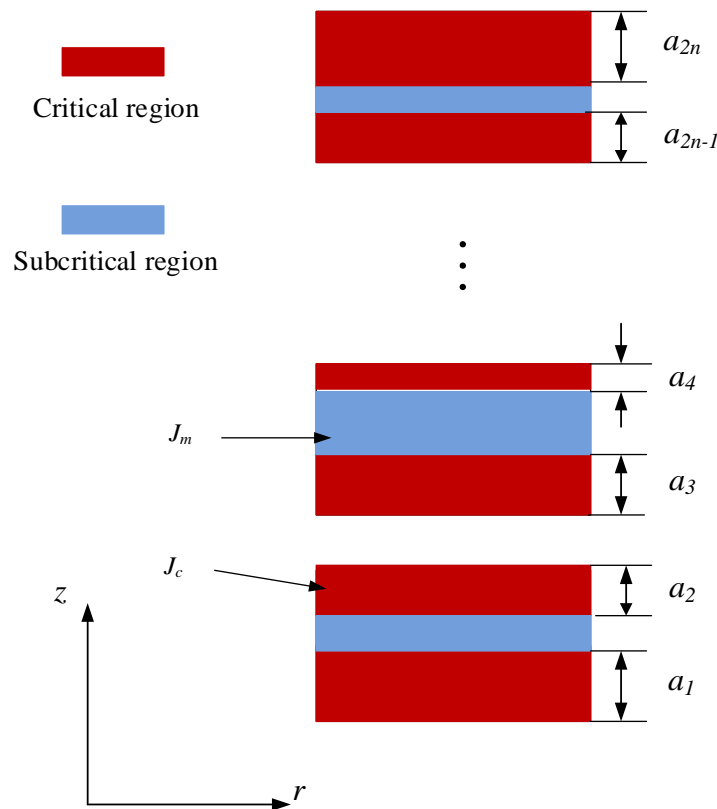 Critical region
Subcritical region
a2n
a2n-1
⋮
a4
Jm
a3
Jc
a2
a1
z
r